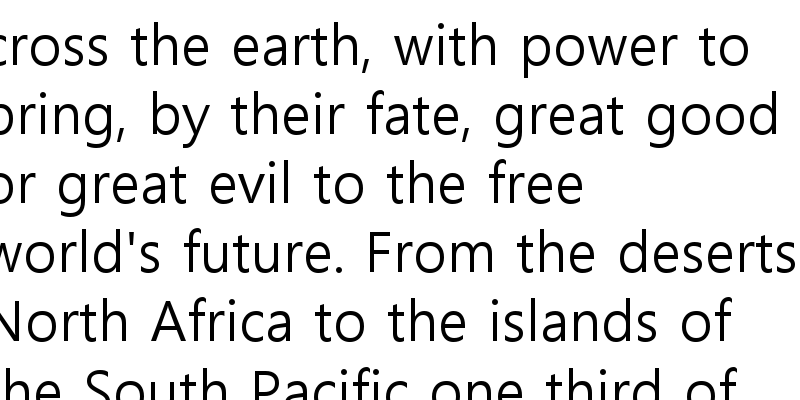 cross the earth, with power to
bring, by their fate, great good
or great evil to the free
world's future. From the deserts
North Africa to the islands of
the South Pacific one third of